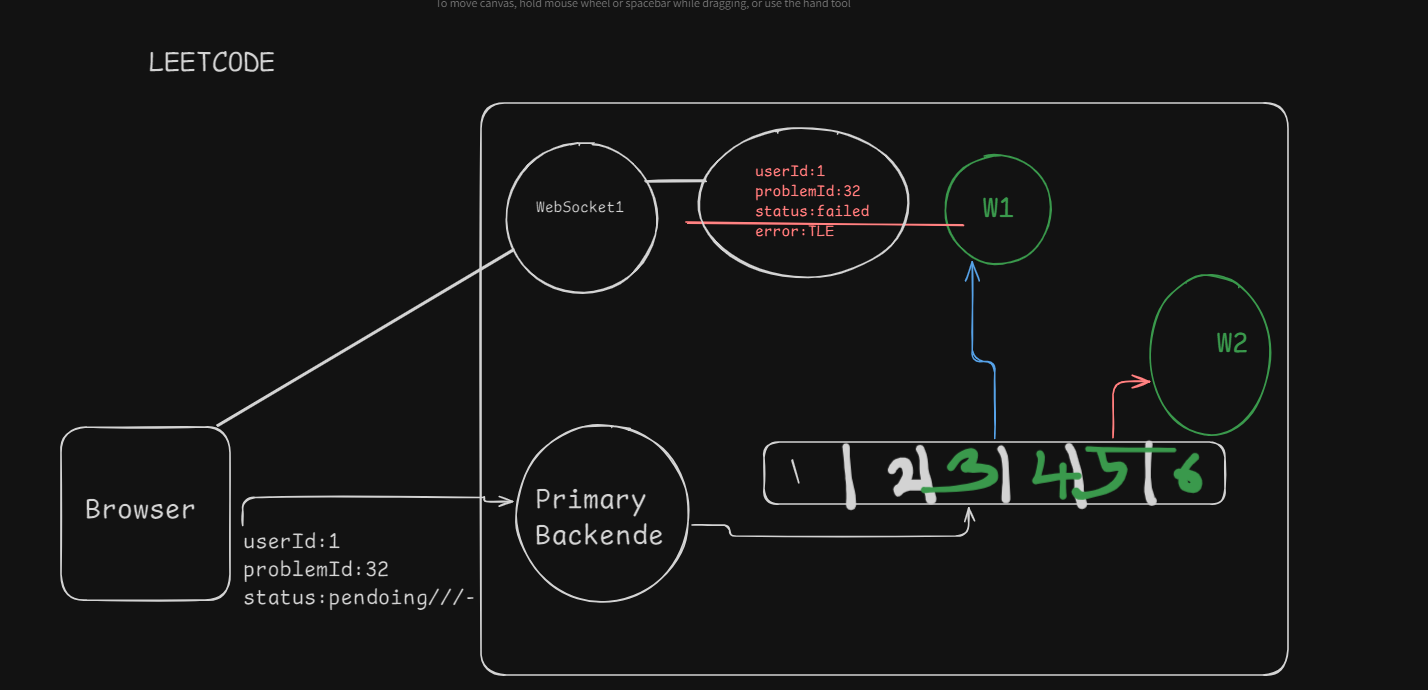 To move canvas, hold mouse wheel or spacebar while dragging, or use the hand tool
LEETCODE
WebSocket1
userId:1
problemId:32
status:failed
error:TLE
W1
W2
Browser
Primary
Backende
1 2 3 4 5 6
userId:1
problemId:32
status:pendoing///-